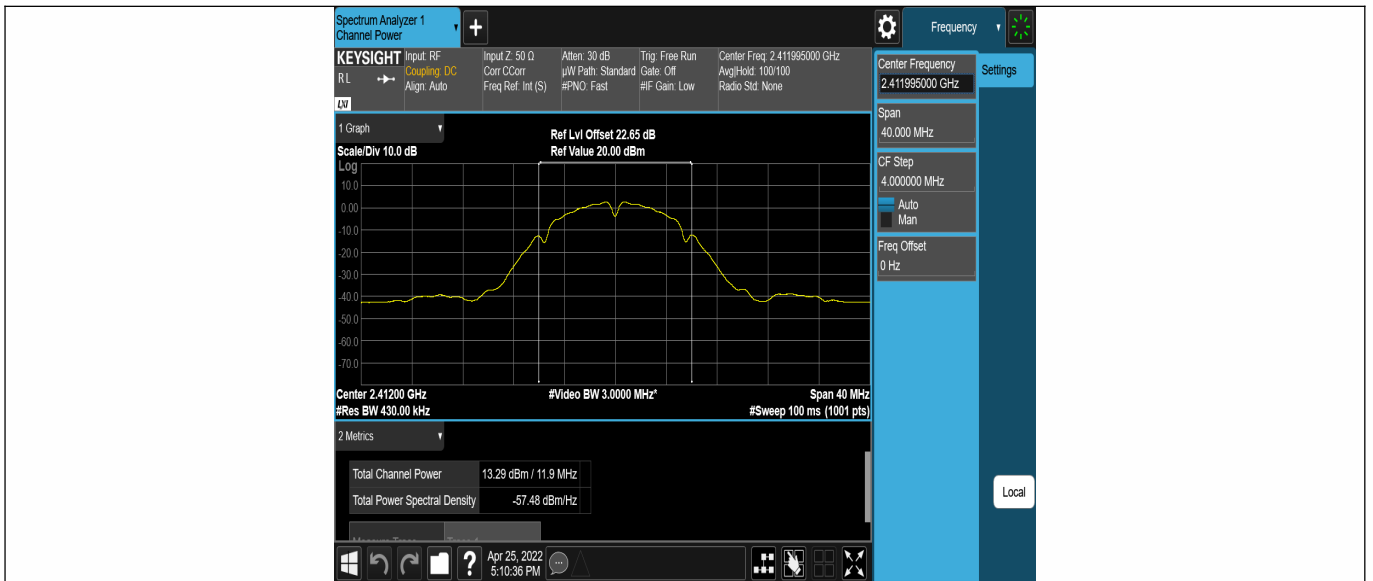 Spectrum Analyzer 1
Channel Power
+
Frequency
KEYSIGHT
RL
LXI
Input: RF
Coupling: DC
Align: Auto
Input Z: 50 Ω
Corr CCorr
Freq Ref: Int (S)
Atten: 30 dB
µW Path: Standard
#PNO: Fast
Trig: Free Run
Gate: Off
#IF Gain: Low
Center Freq: 2.411995000 GHz
Avg|Hold: 100/100
Radio Std: None
Center Frequency
2.411995000 GHz
Settings
Span
40.000 MHz
CF Step
4.000000 MHz
Auto
Man
Freq Offset
0 Hz
Local
1 Graph
Scale/Div 10.0 dB
Ref Lvl Offset 22.65 dB
Ref Value 20.00 dBm
Log
10.0
0.00
-10.0
-20.0
-30.0
-40.0
-50.0
-60.0
-70.0
Center 2.41200 GHz
#Video BW 3.0000 MHz*
Span 40 MHz
#Res BW 430.00 kHz
#Sweep 100 ms (1001 pts)
2 Metrics
Total Channel Power 13.29 dBm / 11.9 MHz
Total Power Spectral Density -57.48 dBm/Hz
?
Apr 25, 2022
5:10:36 PM